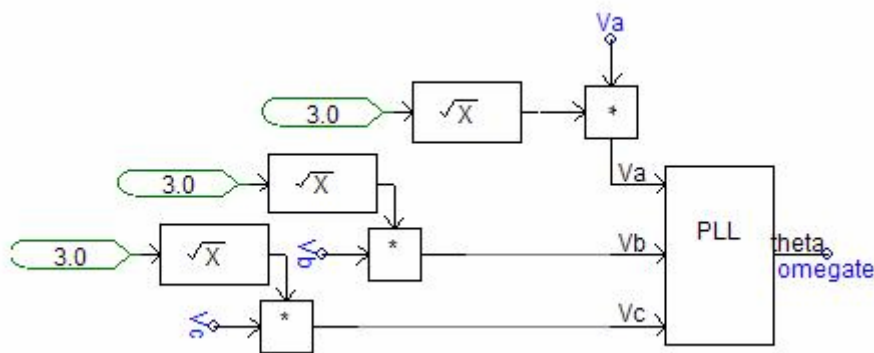 Va
3.0
√X
*
Va
3.0
√X
PLL
3.0
√X
Vb
*
Vb
theta
omegate
Vc
*
Vc